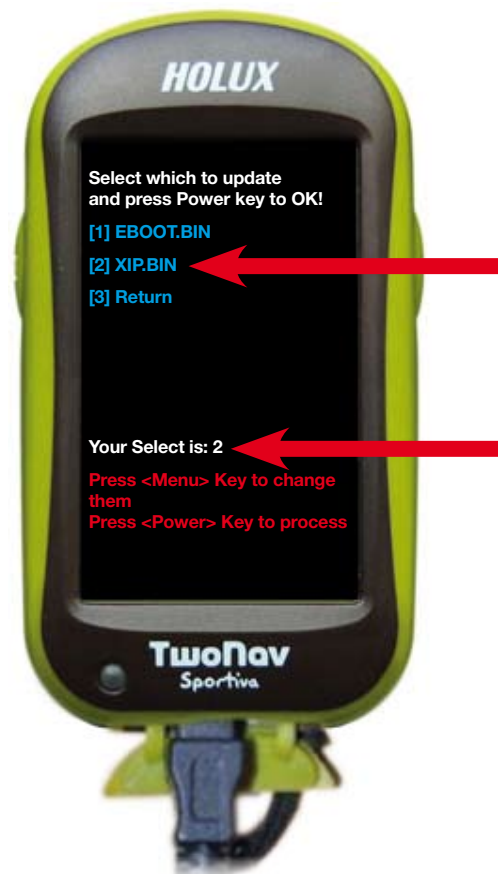 HOLUX
Select which to update
and press Power key to OK!
[1] EBOOT.BIN
[2] XIP.BIN
[3] Return
Your Select is: 2
Press <Menu> Key to change
them
Press <Power> Key to process
TwoNav
Sportiva